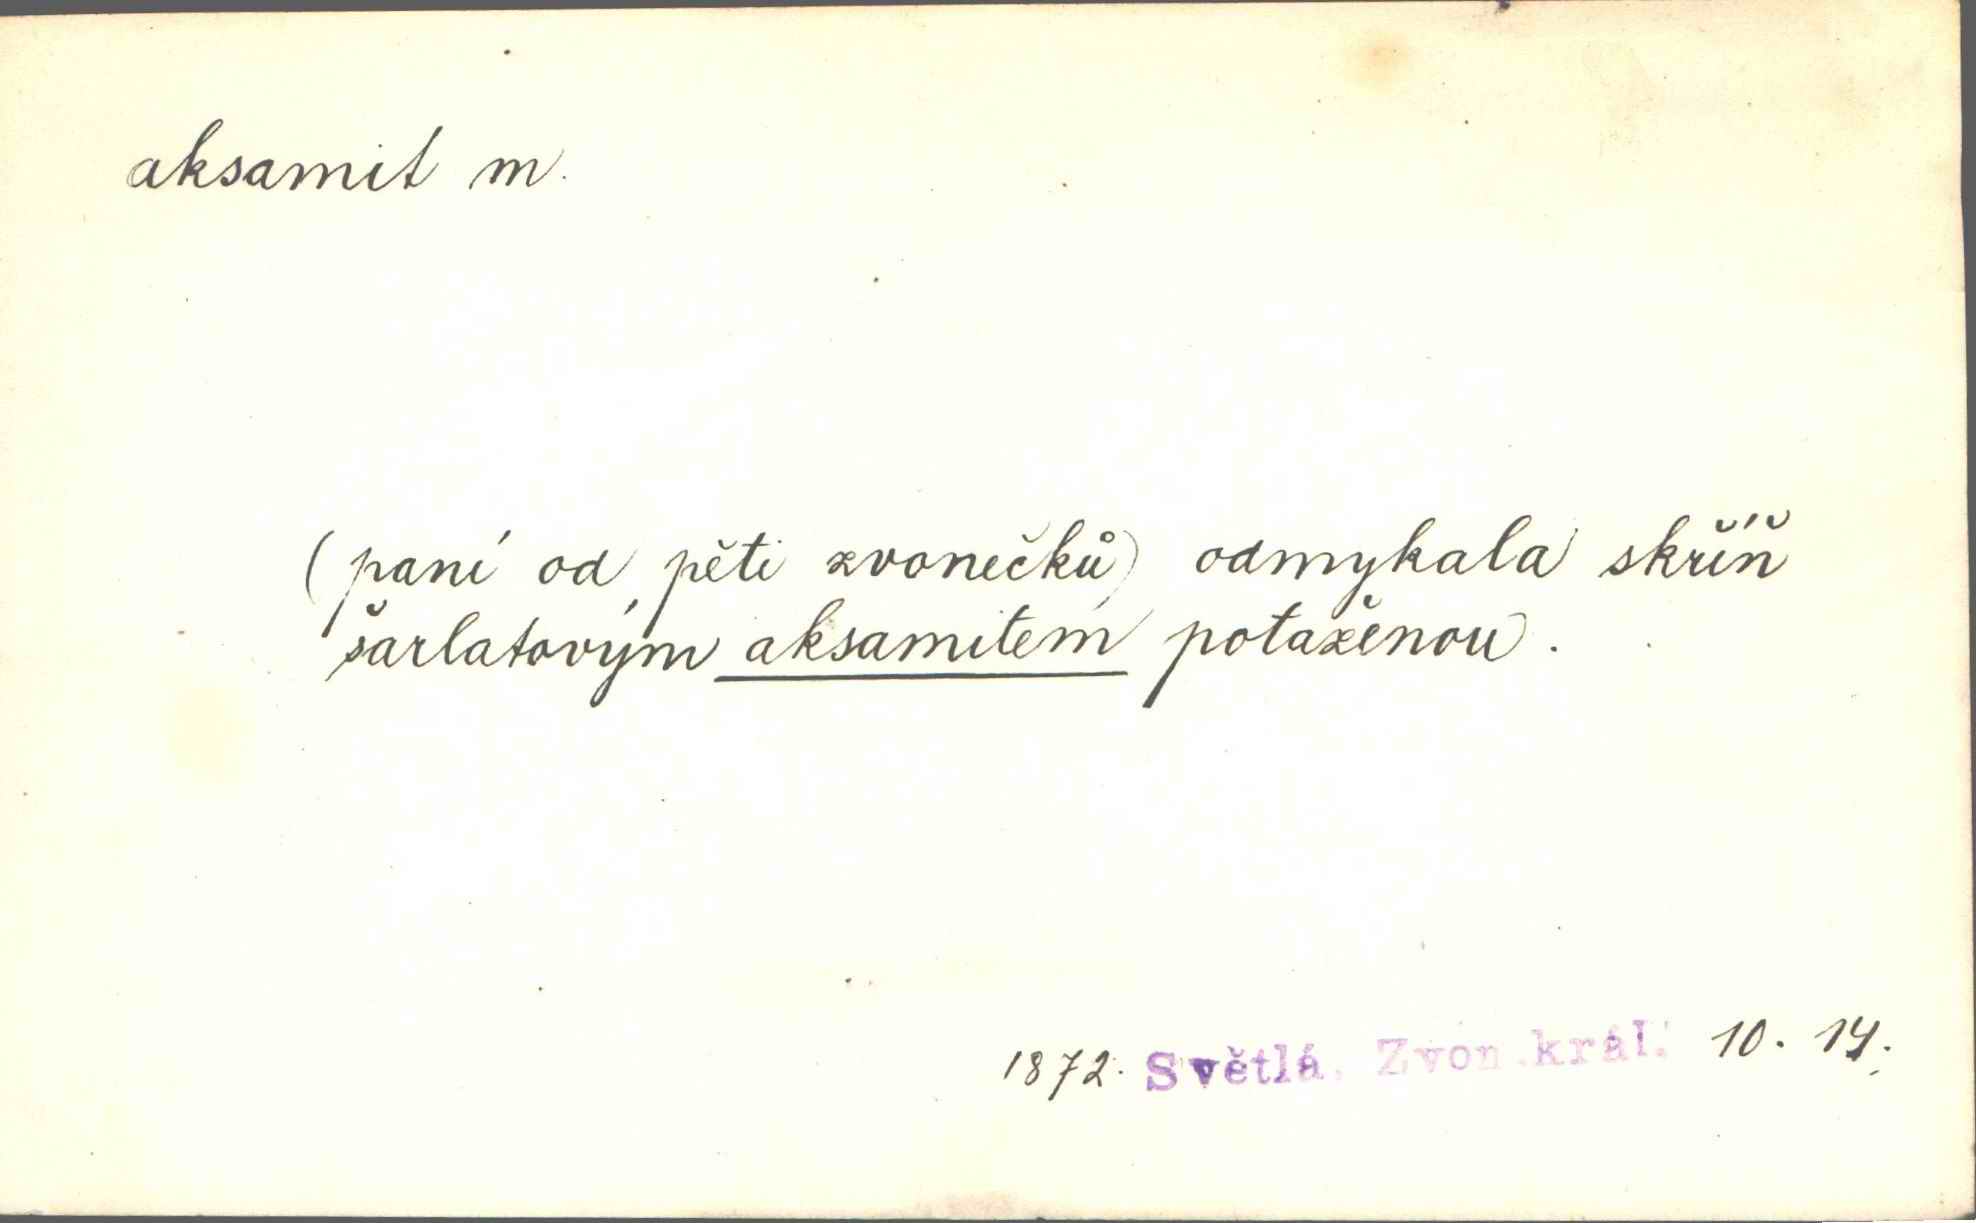 aksamit m.
(paní od pěti zvonečků) odmykala skříň
šarlatovým aksamitem potaženou.
1872. Světlá. Zvon.král. 10. 14.